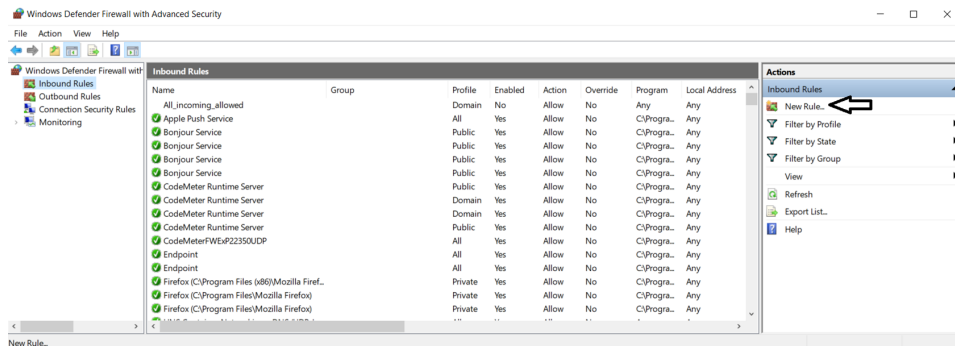 Windows Defender Firewall with Advanced Security
File Action View Help
Windows Defender Firewall with
Inbound Rules
Outbound Rules
Connection Security Rules
Monitoring
Inbound Rules
Name Group Profile Enabled Action Override Program Local Address
All_incoming_allowed Domain No Allow No Any Any
Apple Push Service All Yes Allow No C:\Progra... Any
Bonjour Service Public Yes Allow No C:\Progra... Any
Bonjour Service Public Yes Allow No C:\Progra... Any
Bonjour Service Public Yes Allow No C:\Progra... Any
Bonjour Service Public Yes Allow No C:\Progra... Any
CodeMeter Runtime Server Public Yes Allow No C:\Progra... Any
CodeMeter Runtime Server Domain Yes Allow No C:\Progra... Any
CodeMeter Runtime Server Domain Yes Allow No C:\Progra... Any
CodeMeter Runtime Server Public Yes Allow No C:\Progra... Any
CodeMeterFWExP22350UDP All Yes Allow No C:\Progra... Any
Endpoint All Yes Allow No C:\Progra... Any
Endpoint All Yes Allow No C:\Progra... Any
Firefox (C:\Program Files (x86)\Mozilla Firef... Private Yes Allow No C:\Progra... Any
Firefox (C:\Program Files\Mozilla Firefox) Private Yes Allow No C:\Progra... Any
Firefox (C:\Program Files\Mozilla Firefox) Private Yes Allow No C:\Progra... Any
Actions
Inbound Rules
New Rule...
Filter by Profile
Filter by State
Filter by Group
View
Refresh
Export List...
Help
New Rule...